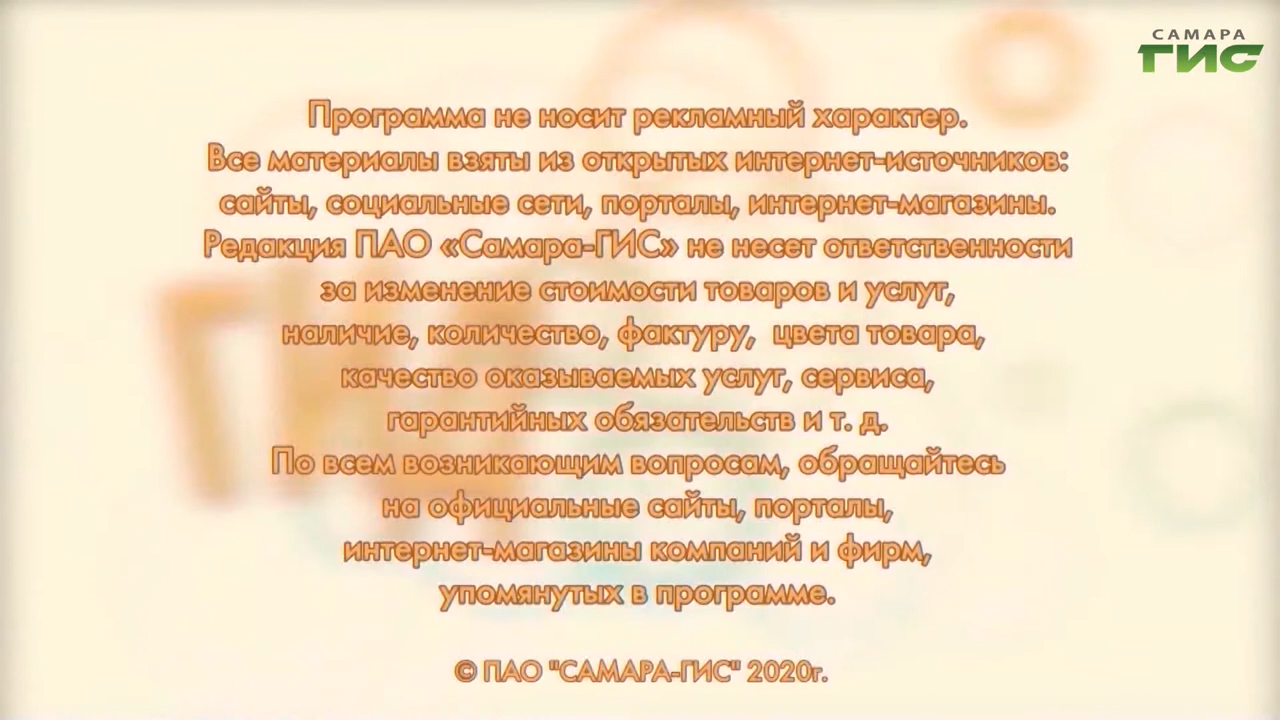 САМАРА
ГИС
Программа не носит рекламный характер.
Все материалы взяты из открытых интернет-источников:
сайты, социальные сети, порталы, интернет-магазины.
Редакция ПАО «Самара-ГИС» не несет ответственности
за изменение стоимости товаров и услуг,
наличие, количество, фактуру,  цвета товара,
качество оказываемых услуг, сервиса,
гарантийных обязательств и т. д.
По всем возникающим вопросам, обращайтесь
на официальные сайты, порталы,
интернет-магазины компаний и фирм,
упомянутых в программе.
© ПАО "САМАРА-ГИС" 2020г.